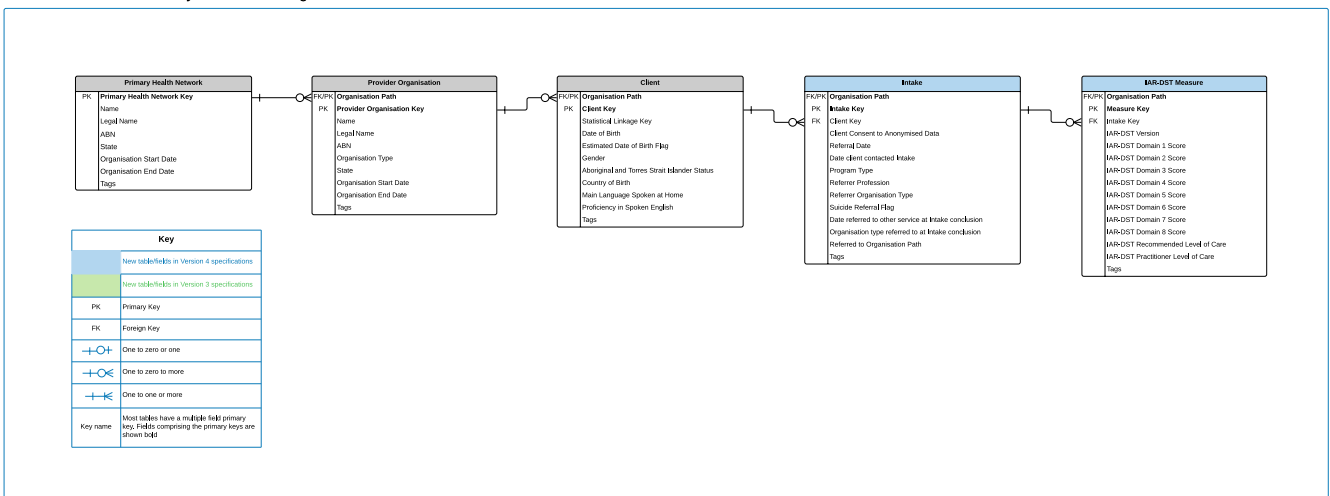 Primary Health Network
PK Primary Health Network Key
Name
Legal Name
ABN
State
Organisation Start Date
Organisation End Date
Tags
Provider Organisation
FK/PK Organisation Path
PK Provider Organisation Key
Name
Legal Name
ABN
Organisation Type
State
Organisation Start Date
Organisation End Date
Tags
Client
FK/PK Organisation Path
PK Client Key
Statistical Linkage Key
Date of Birth
Estimated Date of Birth Flag
Gender
Aboriginal and Torres Strait Islander Status
Country of Birth
Main Language Spoken at Home
Proficiency in Spoken English
Tags
Intake
FK/PK Organisation Path
PK Intake Key
FK Client Key
Client Consent to Anonymised Data
Referral Date
Date client contacted Intake
Program Type
Referrer Profession
Referrer Organisation Type
Suicide Referral Flag
Date referred to other service at Intake conclusion
Organisation type referred to at Intake conclusion
Referred to Organisation Path
Tags
IAR-DST Measure
FK/PK Organisation Path
PK Measure Key
FK Intake Key
IAR-DST Version
IAR-DST Domain 1 Score
IAR-DST Domain 2 Score
IAR-DST Domain 3 Score
IAR-DST Domain 4 Score
IAR-DST Domain 5 Score
IAR-DST Domain 6 Score
IAR-DST Domain 7 Score
IAR-DST Domain 8 Score
IAR-DST Recommended Level of Care
IAR-DST Practitioner Level of Care
Tags
Key
New table/fields in Version 4 specifications
New table/fields in Version 3 specifications
PK Primary Key
FK Foreign Key
One to zero or one
One to zero to more
One to one or more
Key name Most tables have a multiple field primary
key. Fields comprising the primary keys are
shown bold